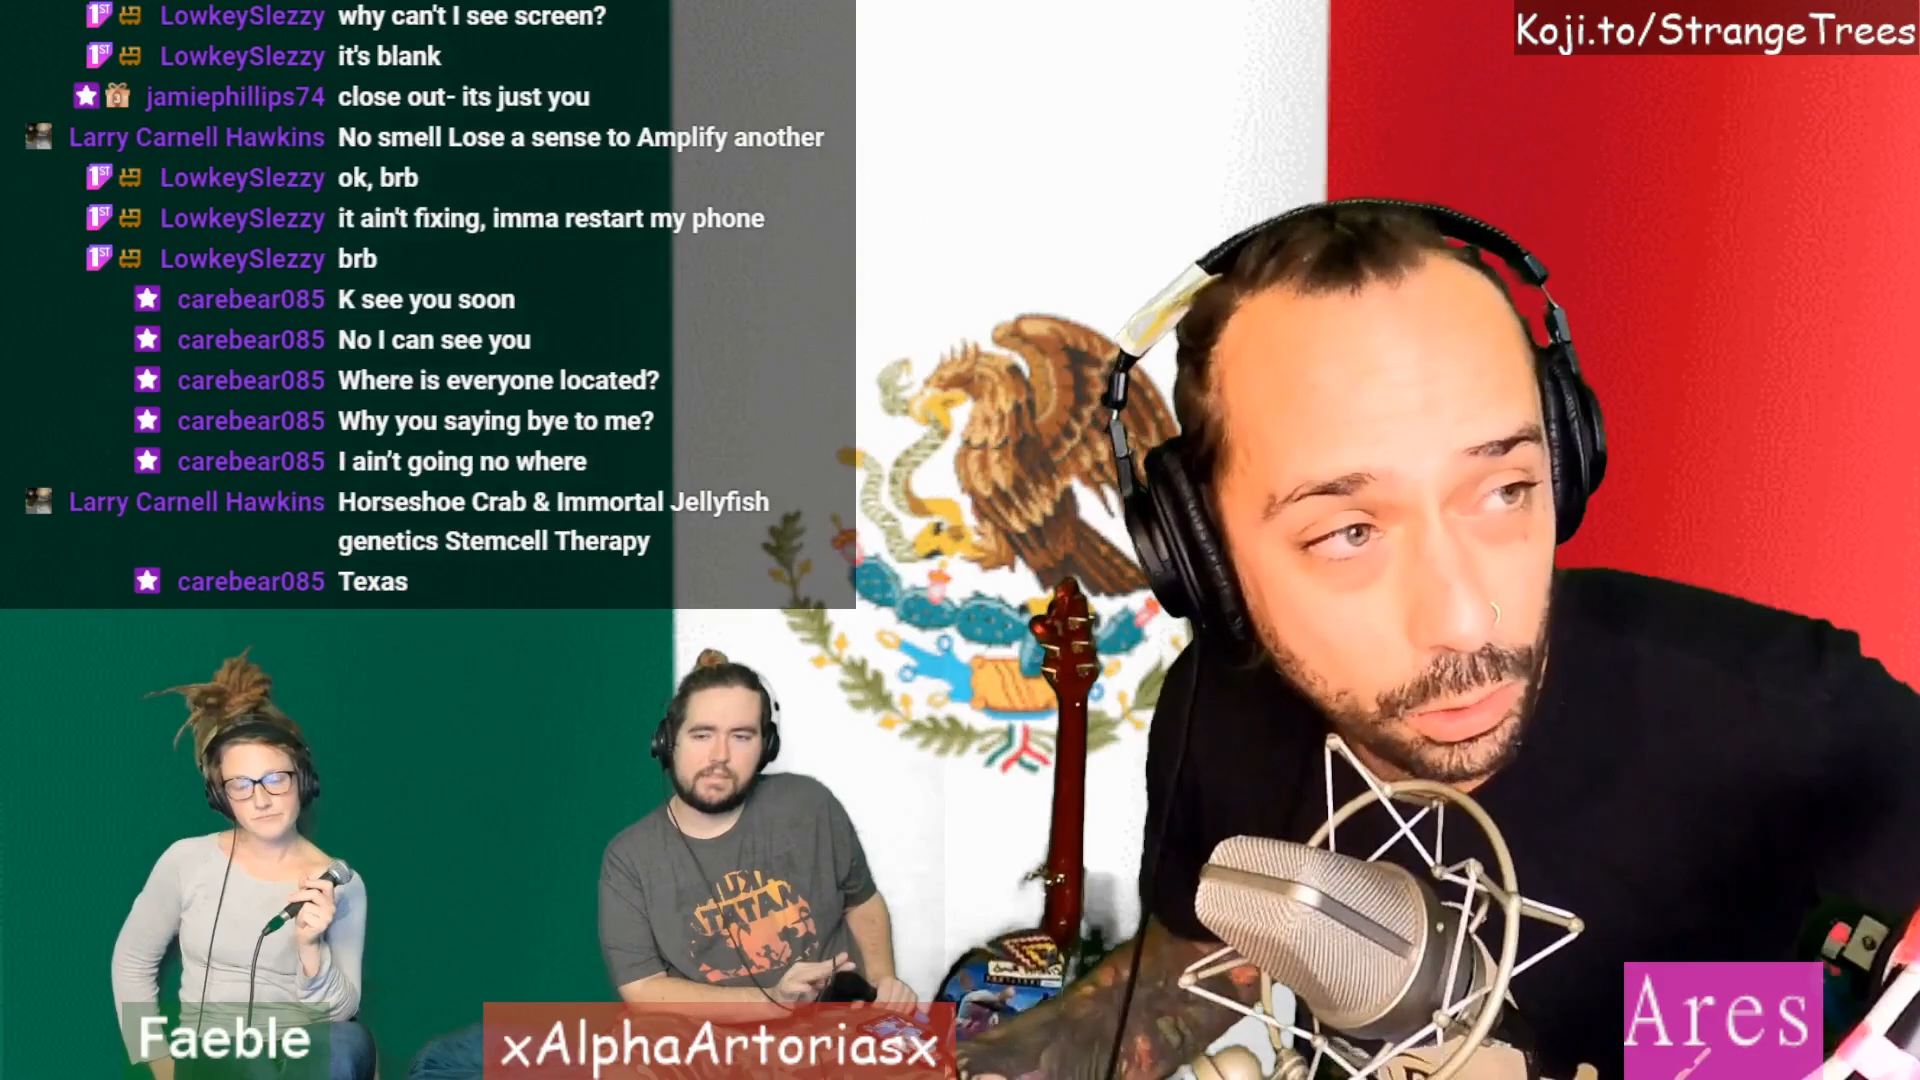 LowkeySlezzy why can't I see screen?
LowkeySlezzy it's blank
jamiephillips74 close out- its just you
Larry Carnell Hawkins No smell Lose a sense to Amplify another
LowkeySlezzy ok, brb
LowkeySlezzy it ain't fixing, imma restart my phone
LowkeySlezzy brb
carebear085 K see you soon
carebear085 No I can see you
carebear085 Where is everyone located?
carebear085 Why you saying bye to me?
carebear085 I ain’t going no where
Larry Carnell Hawkins Horseshoe Crab & Immortal Jellyfish
genetics Stemcell Therapy
carebear085 Texas
Koji.to/StrangeTrees
TATAN
Faeble
xAlphaArtoriasx
Ares